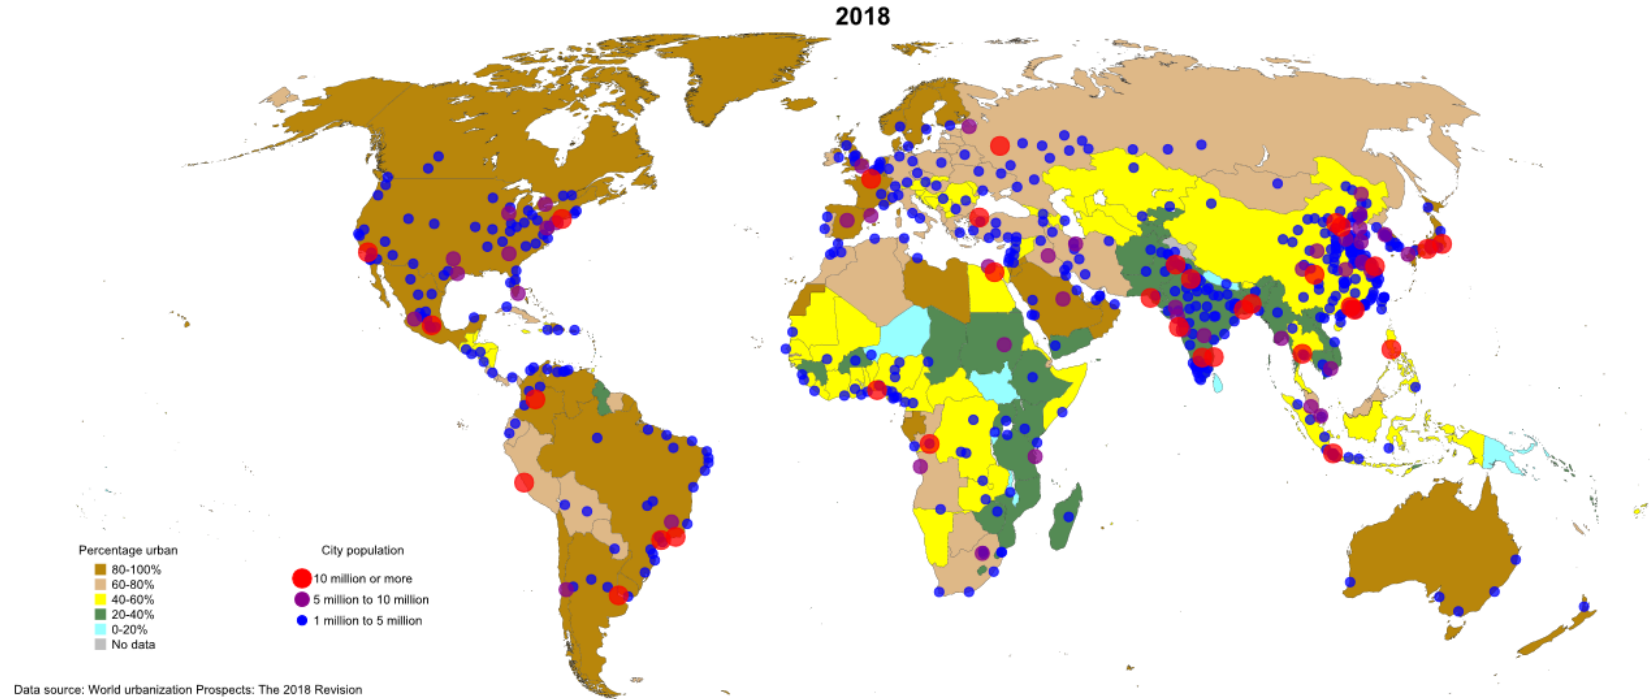 2018
Percentage urban
80-100%
60-80%
40-60%
20-40%
0-20%
No data
City population
10 million or more
5 million to 10 million
1 million to 5 million
Data source: World urbanization Prospects: The 2018 Revision